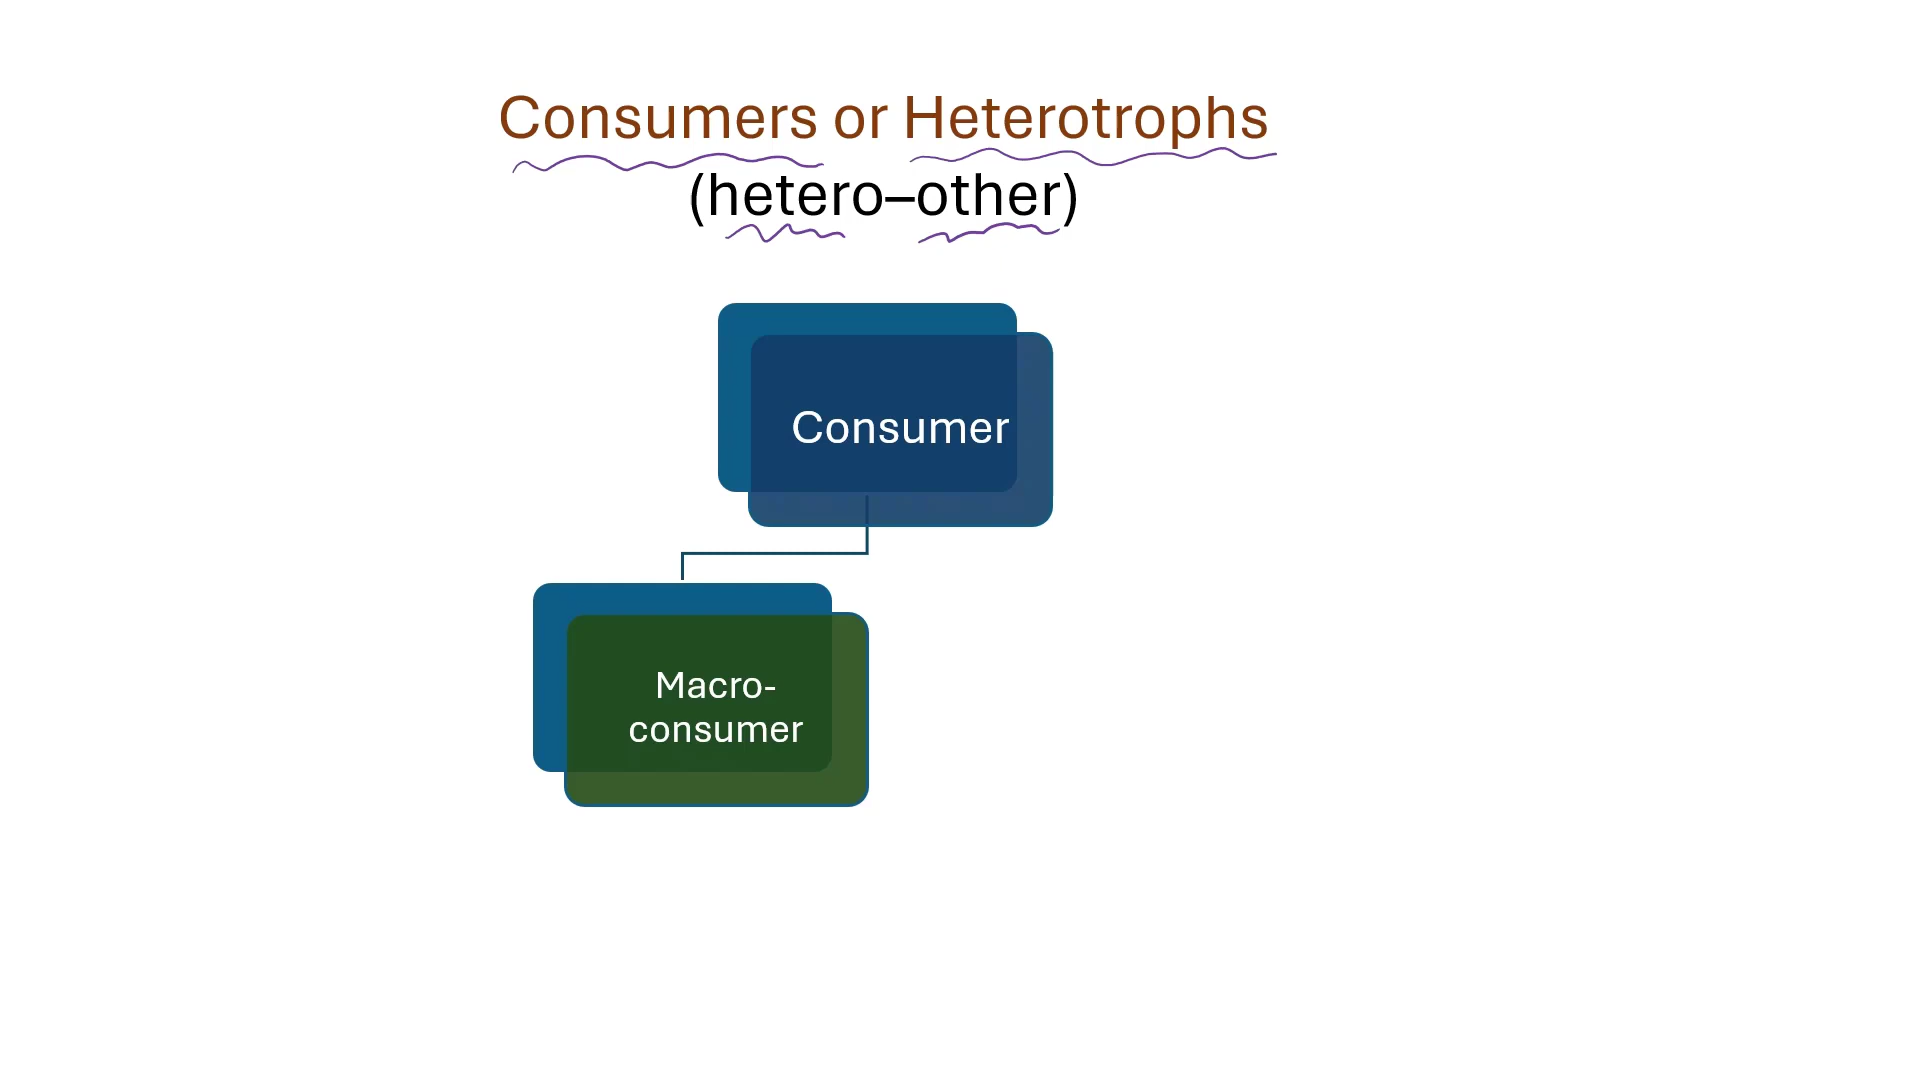 Consumers or Heterotrophs
(hetero–other)
Consumer
Macro-
consumer